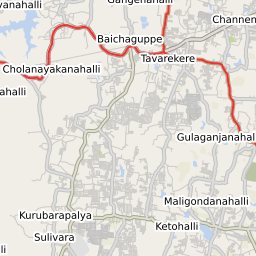 Gangenahalli
yanahalli
Channen
Baichaguppe
Tavarekere
Cholanayakanahalli
ahalli
Gulaganjanahal
Maligondanahalli
Kurubarapalya
Ketohalli
Sulivara